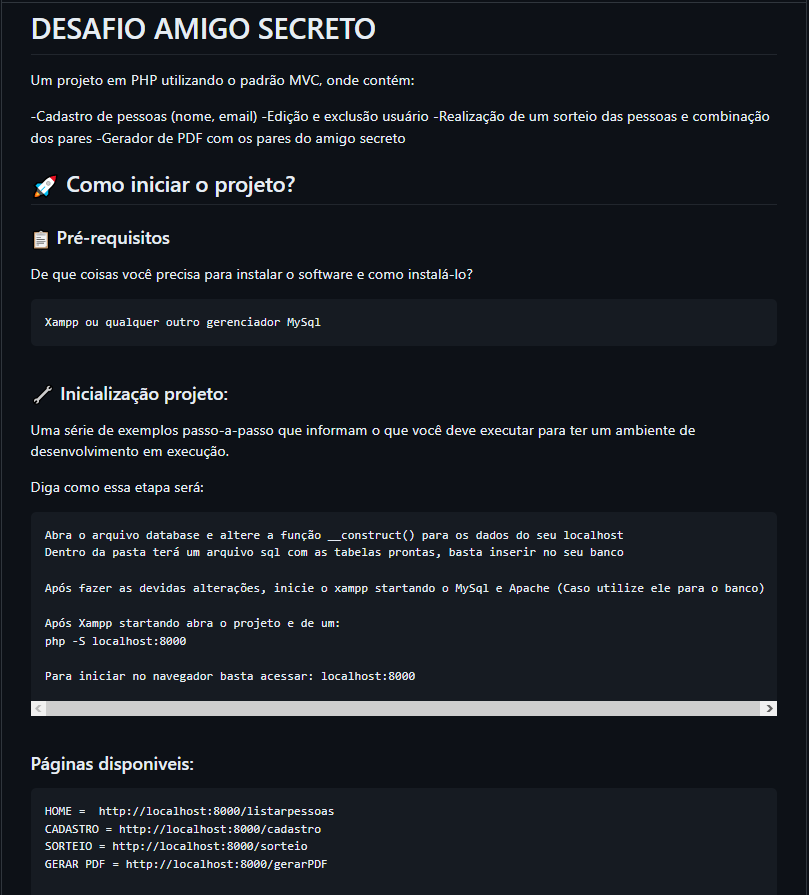 DESAFIO AMIGO SECRETO
Um projeto em PHP utilizando o padrão MVC, onde contém:
-Cadastro de pessoas (nome, email) -Edição e exclusão usuário -Realização de um sorteio das pessoas e combinação
dos pares -Gerador de PDF com os pares do amigo secreto
Como iniciar o projeto?
Pré-requisitos
De que coisas você precisa para instalar o software e como instalá-lo?
Xampp ou qualquer outro gerenciador MySql
Inicialização projeto:
Uma série de exemplos passo-a-passo que informam o que você deve executar para ter um ambiente de
desenvolvimento em execução.
Diga como essa etapa será:
Abra o arquivo database e altere a função __construct() para os dados do seu localhost
Dentro da pasta terá um arquivo sql com as tabelas prontas, basta inserir no seu banco
Após fazer as devidas alterações, inicie o xampp startando o MySql e Apache (Caso utilize ele para o banco)
Após Xampp startando abra o projeto e de um:
php -S localhost:8000
Para iniciar no navegador basta acessar: localhost:8000
Páginas disponiveis:
HOME =  http://localhost:8000/listarpessoas
CADASTRO = http://localhost:8000/cadastro
SORTEIO = http://localhost:8000/sorteio
GERAR PDF = http://localhost:8000/gerarPDF